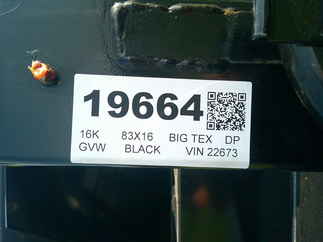 19664
16K 83X16 BIG TEX DP
GVW BLACK VIN 22673